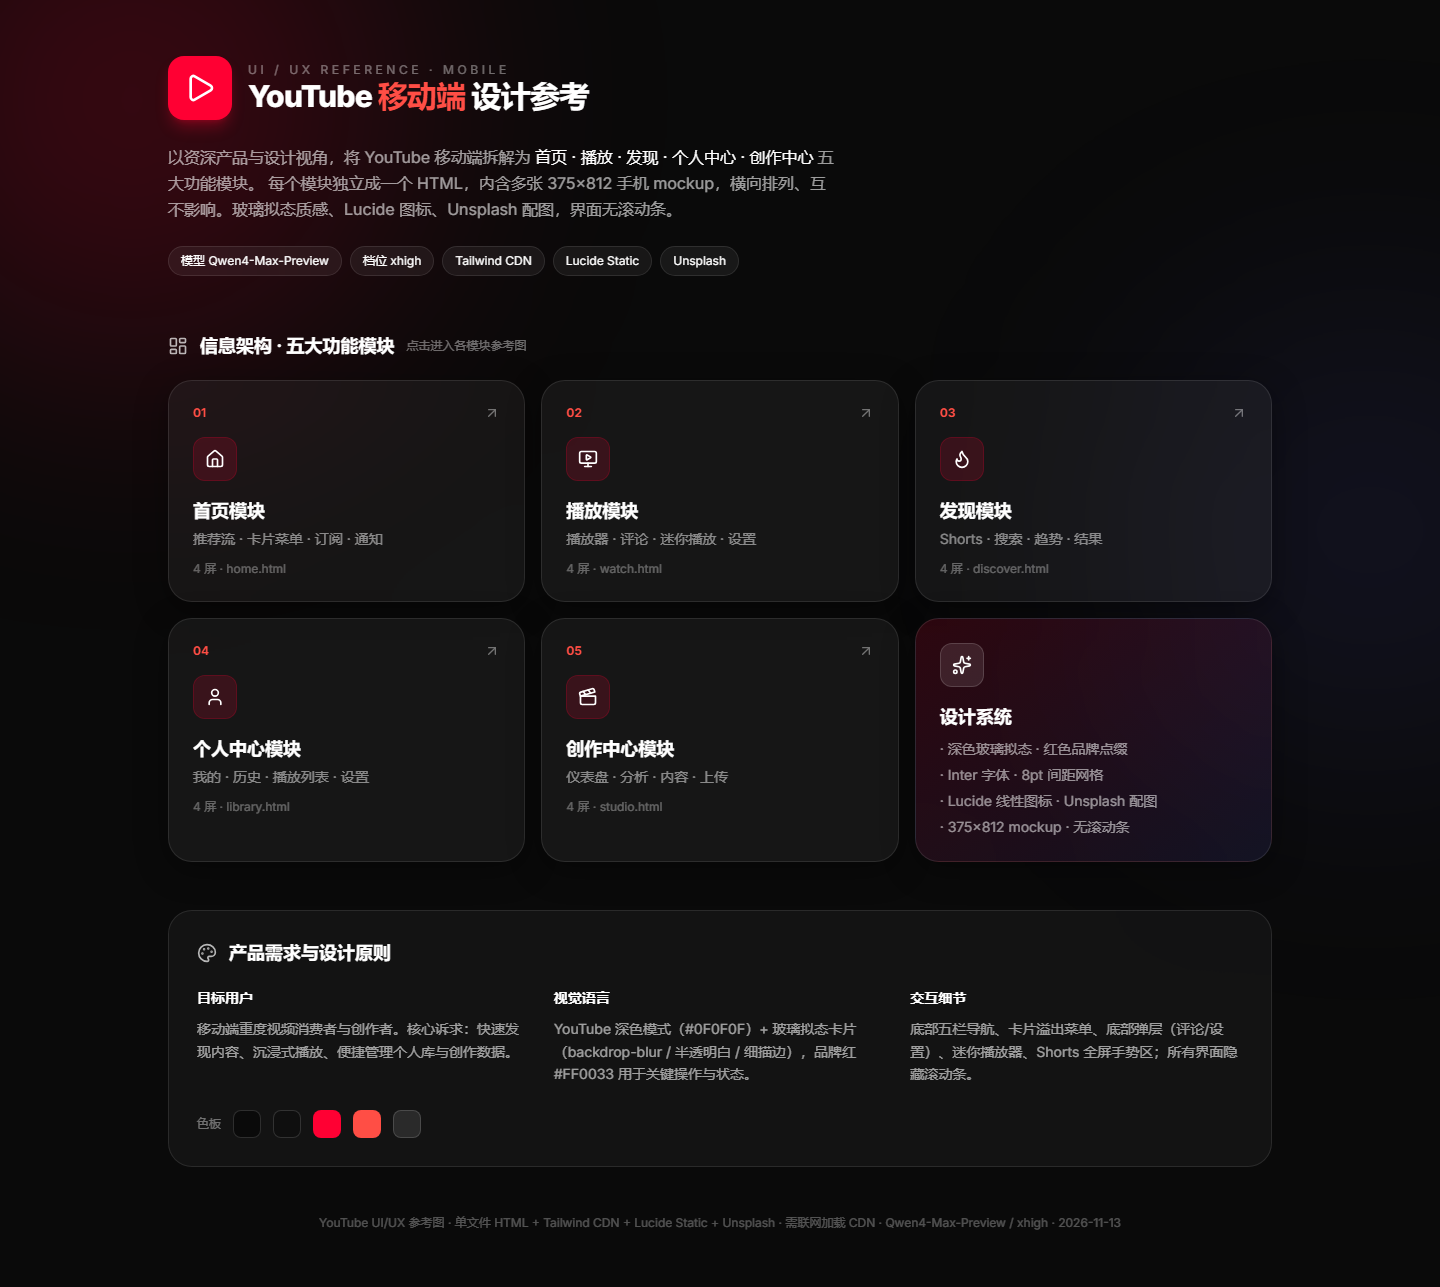 UI / UX REFERENCE · MOBILE
YouTube 移动端 设计参考
以资深产品与设计视角，将 YouTube 移动端拆解为 首页 · 播放 · 发现 · 个人中心 · 创作中心 五
大功能模块。 每个模块独立成一个 HTML，内含多张 375×812 手机 mockup，横向排列、互
不影响。玻璃拟态质感、Lucide 图标、Unsplash 配图，界面无滚动条。
模型 Qwen4-Max-Preview
档位 xhigh
Tailwind CDN
Lucide Static
Unsplash
信息架构 · 五大功能模块 点击进入各模块参考图
01
首页模块
推荐流 · 卡片菜单 · 订阅 · 通知
4 屏 · home.html
02
播放模块
播放器 · 评论 · 迷你播放 · 设置
4 屏 · watch.html
03
发现模块
Shorts · 搜索 · 趋势 · 结果
4 屏 · discover.html
04
个人中心模块
我的 · 历史 · 播放列表 · 设置
4 屏 · library.html
05
创作中心模块
仪表盘 · 分析 · 内容 · 上传
4 屏 · studio.html
设计系统
· 深色玻璃拟态 · 红色品牌点缀
· Inter 字体 · 8pt 间距网格
· Lucide 线性图标 · Unsplash 配图
· 375×812 mockup · 无滚动条
产品需求与设计原则
目标用户
移动端重度视频消费者与创作者。核心诉求：快速发
现内容、沉浸式播放、便捷管理个人库与创作数据。
视觉语言
YouTube 深色模式（#0F0F0F）+ 玻璃拟态卡片
（backdrop-blur / 半透明白 / 细描边），品牌红
#FF0033 用于关键操作与状态。
交互细节
底部五栏导航、卡片溢出菜单、底部弹层（评论/设
置）、迷你播放器、Shorts 全屏手势区；所有界面隐
藏滚动条。
色板
YouTube UI/UX 参考图 · 单文件 HTML + Tailwind CDN + Lucide Static + Unsplash · 需联网加载 CDN · Qwen4-Max-Preview / xhigh · 2026-11-13